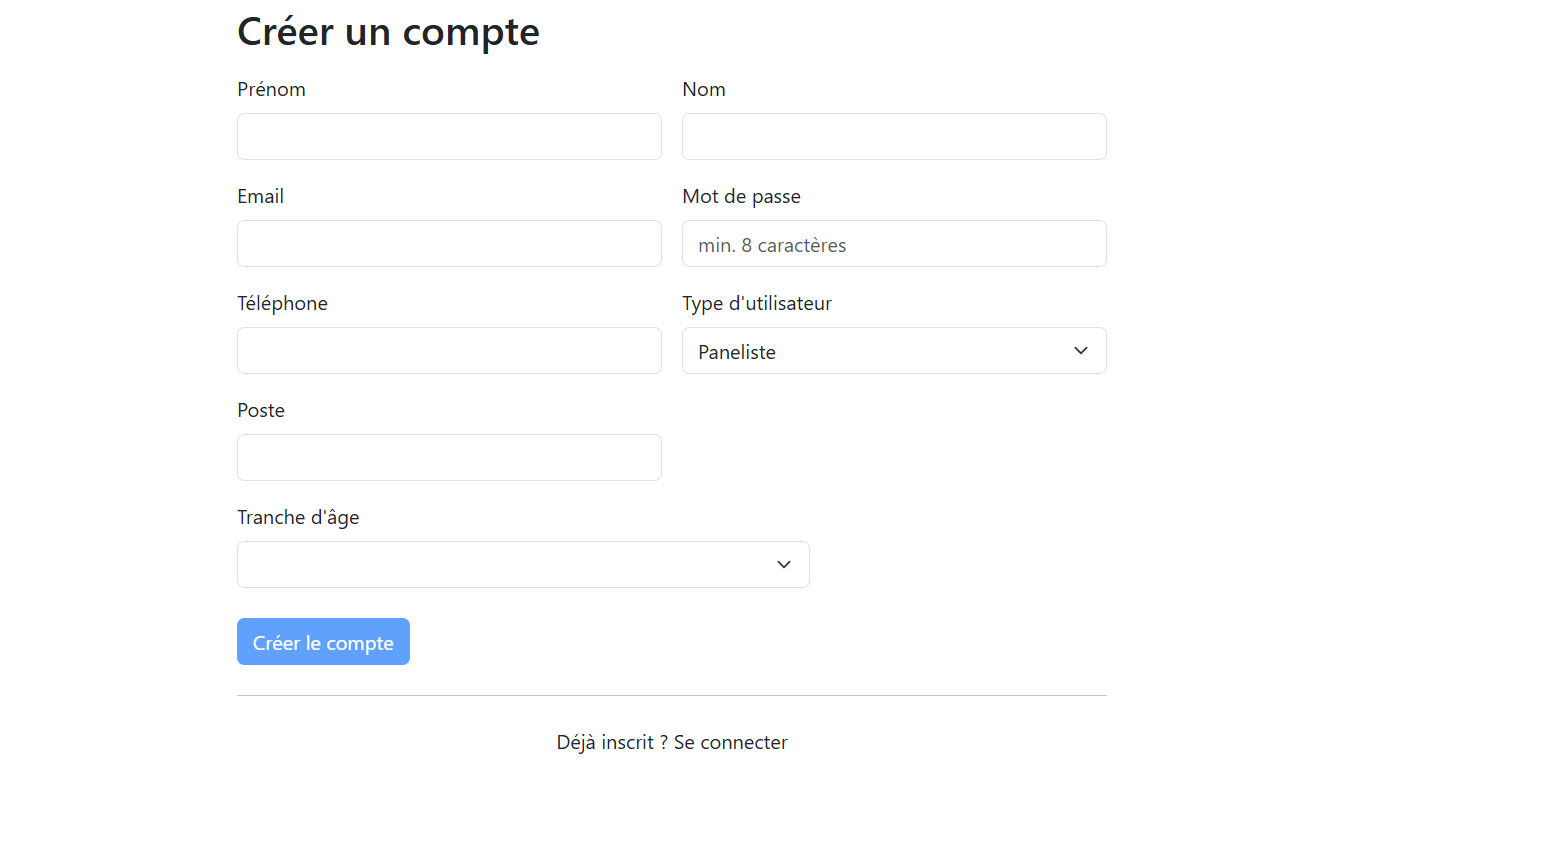 Créer un compte
Prénom
Nom
Email
Mot de passe
min. 8 caractères
Téléphone
Type d'utilisateur
Paneliste
Poste
Tranche d'âge
Créer le compte
Déjà inscrit ? Se connecter